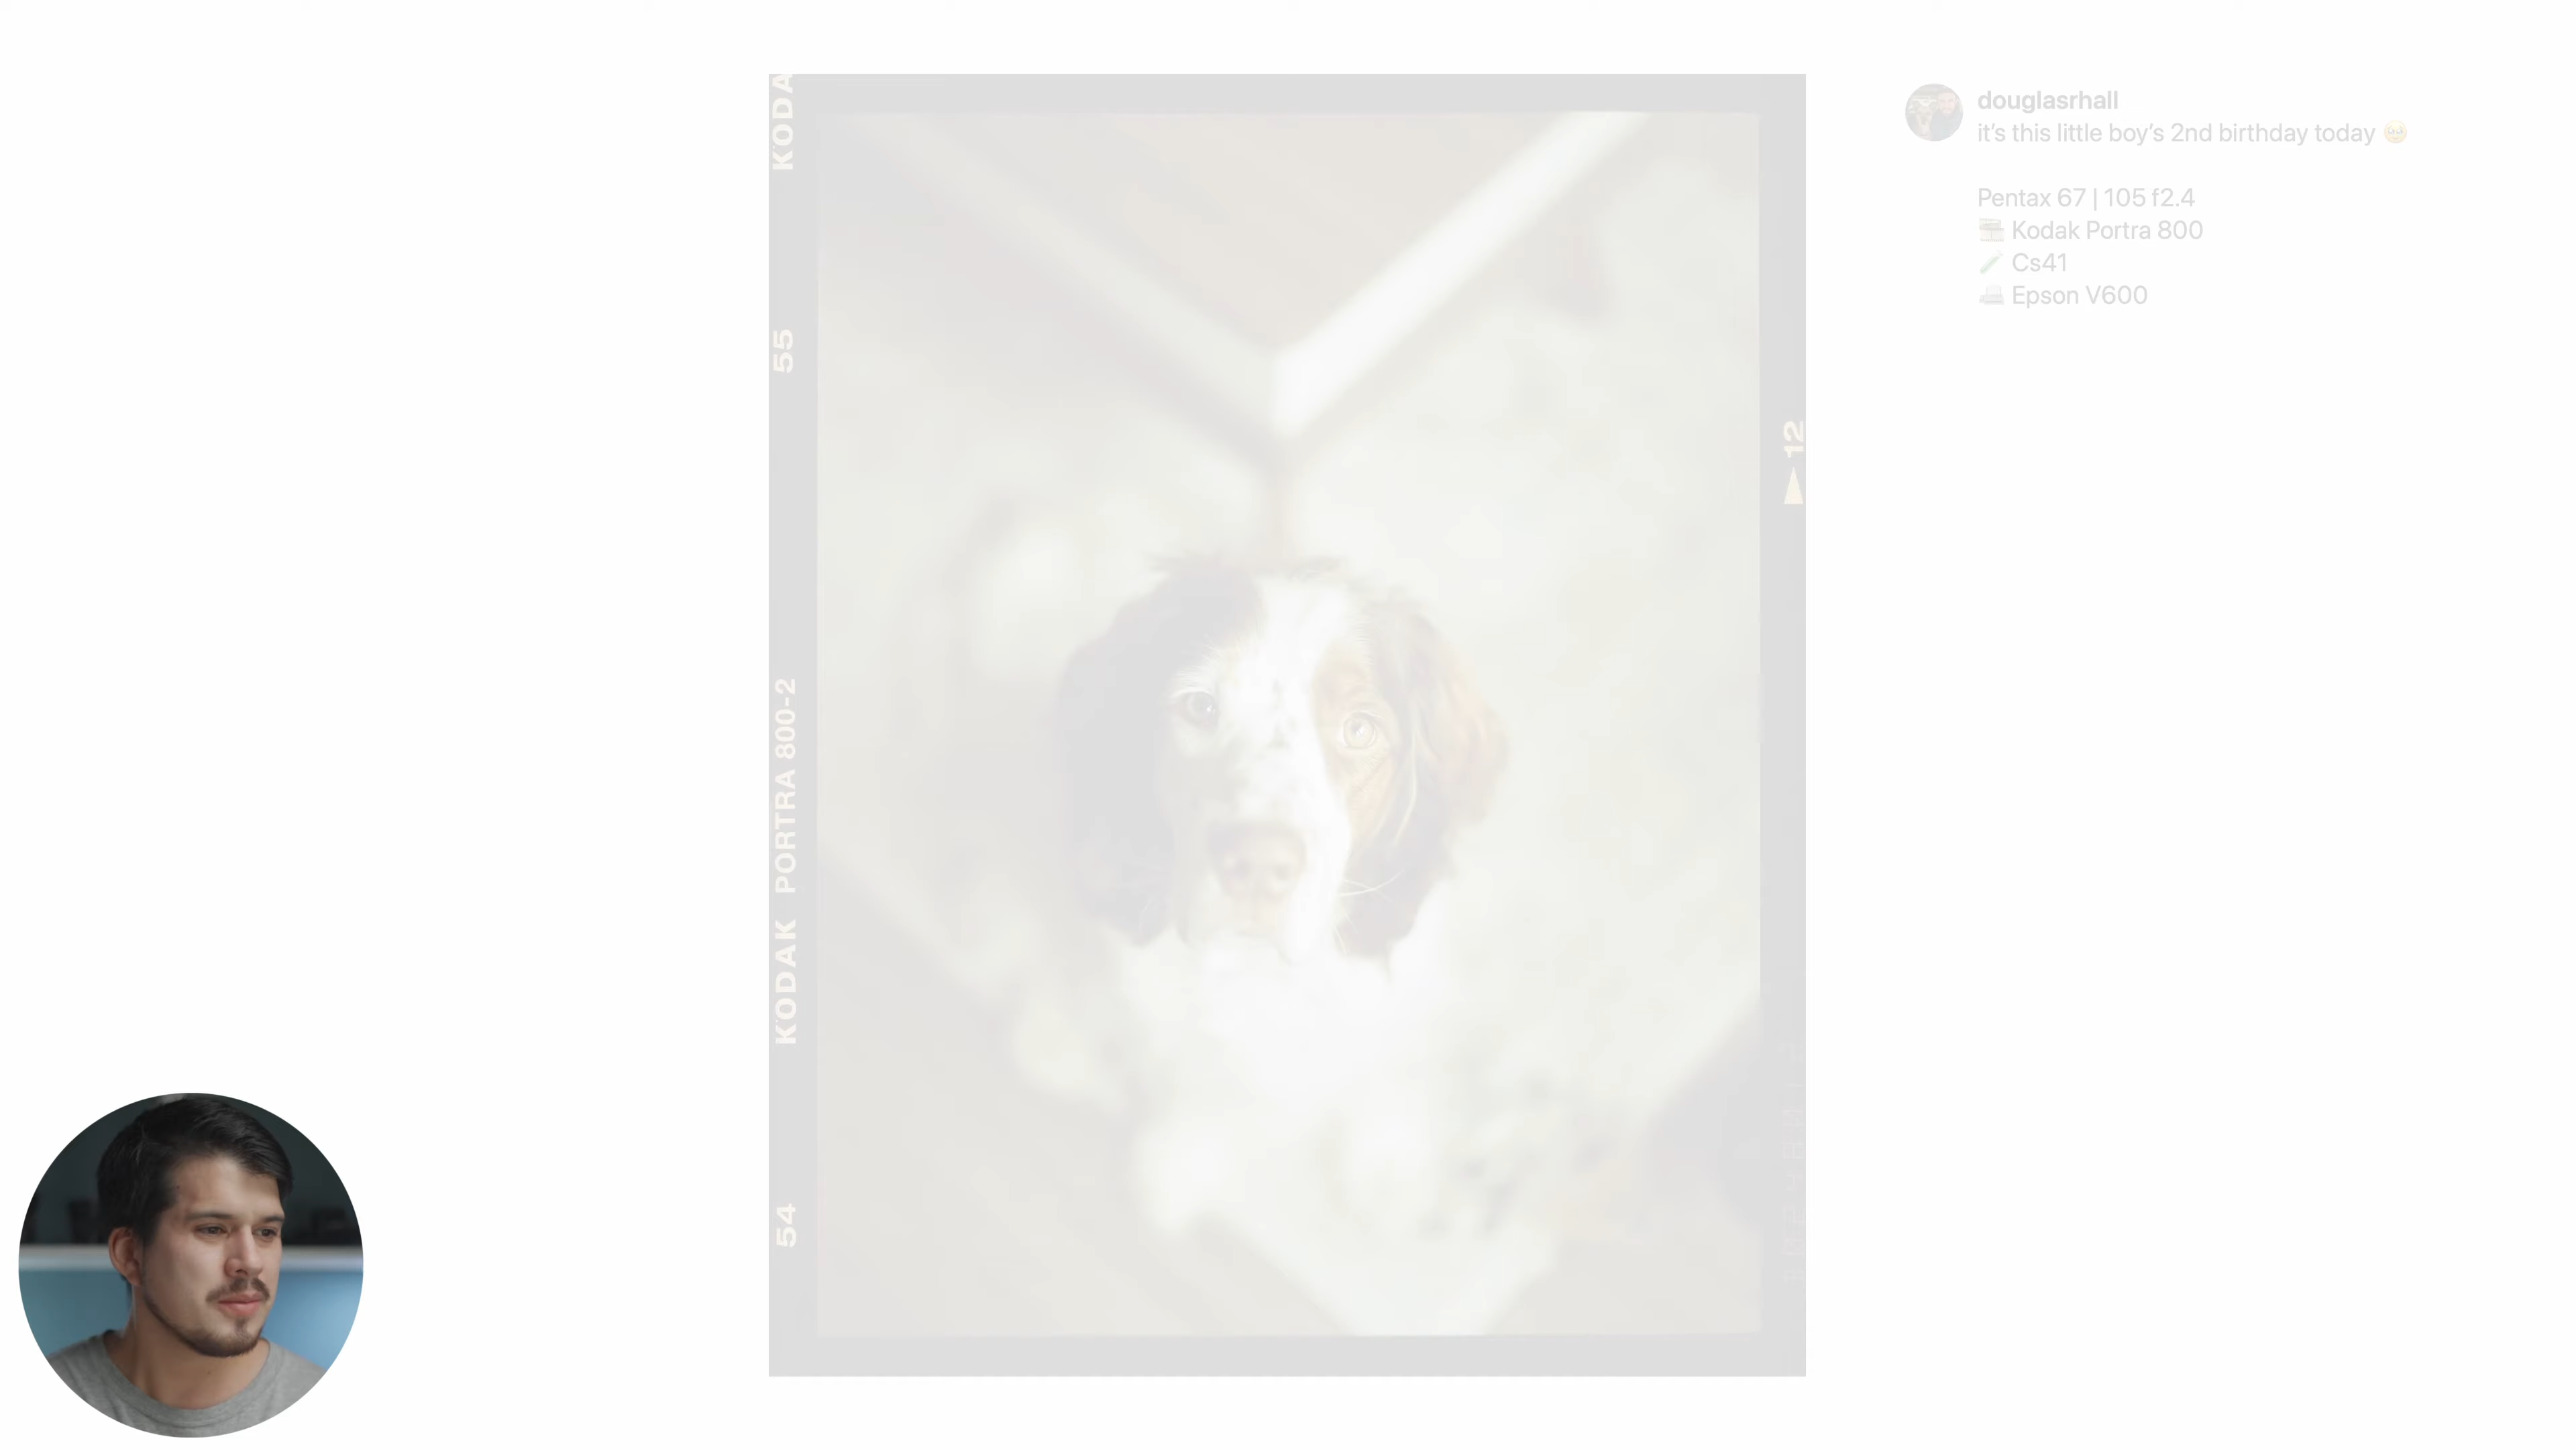 KODA
55
KODAK PORTRA 800-2
54
12
douglasrhall
it’s this little boy’s 2nd birthday today 🥹
Pentax 67 | 105 f2.4
🎞️ Kodak Portra 800
🧪 Cs41
📠 Epson V600